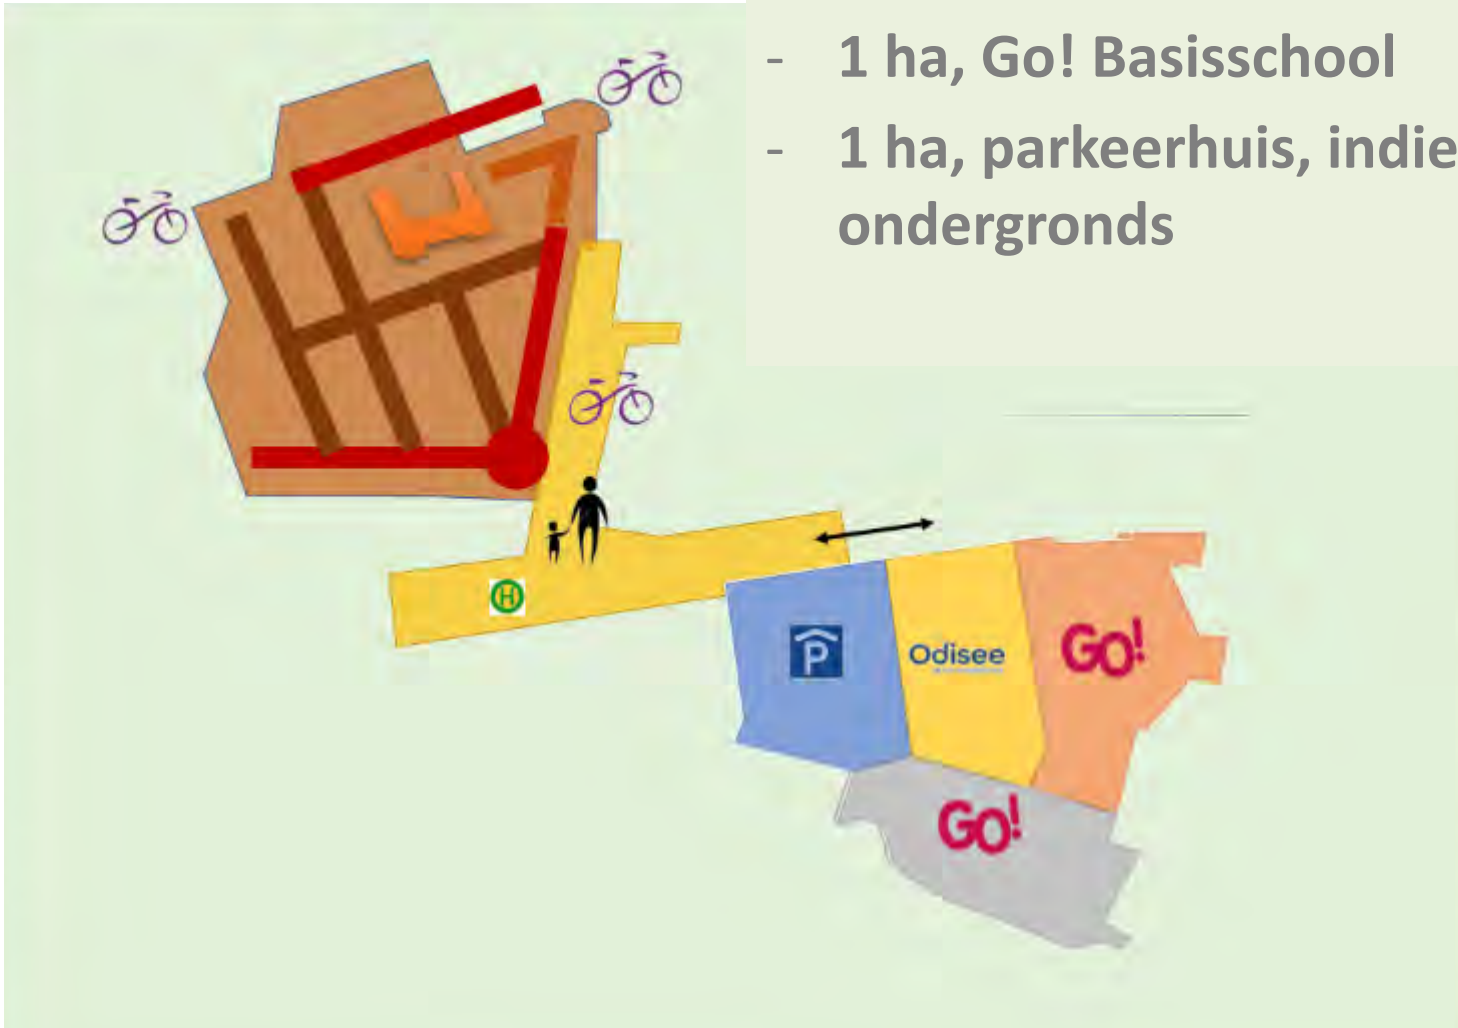 - 1 ha, Go! Basisschool
- 1 ha, parkeerhuis, indie
ondergronds
H
P
Odisee
GO!
GO!